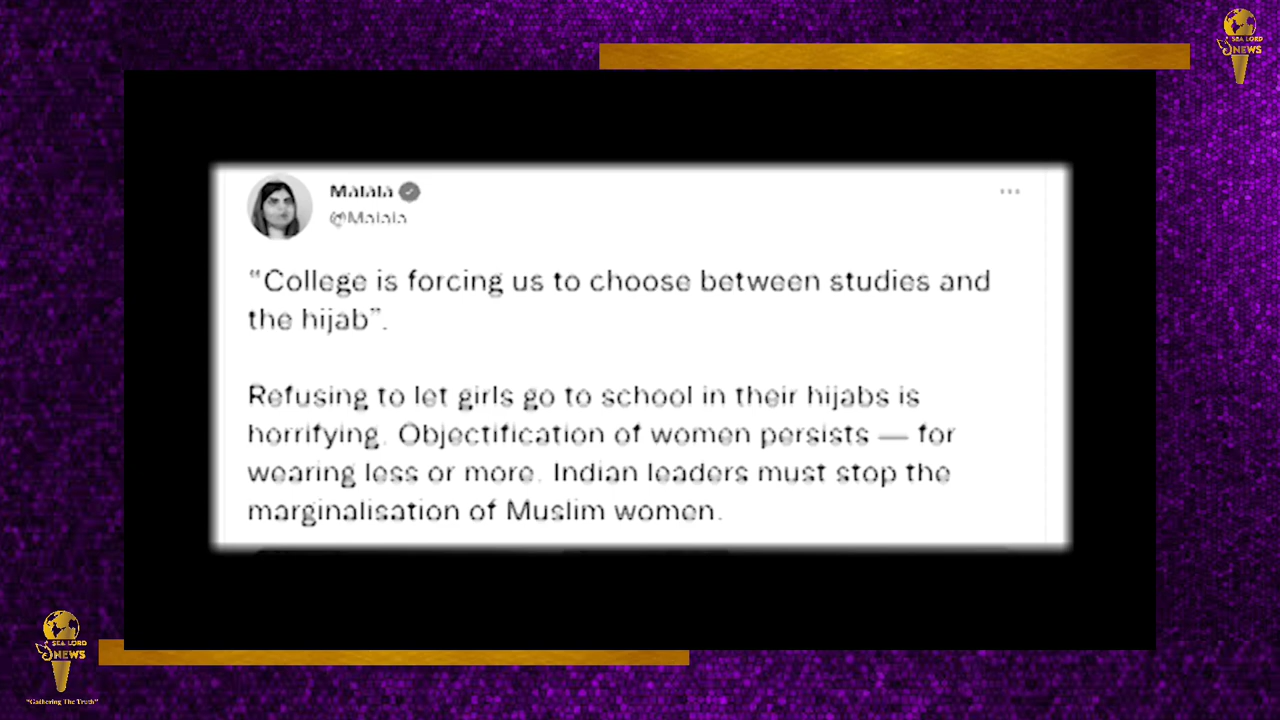 SEA LORD
NEWS
Malala
@Malala
“College is forcing us to choose between studies and
the hijab”.
Refusing to let girls go to school in their hijabs is
horrifying. Objectification of women persists — for
wearing less or more. Indian leaders must stop the
marginalisation of Muslim women.
SEA LORD
NEWS
"Gathering The Truth"